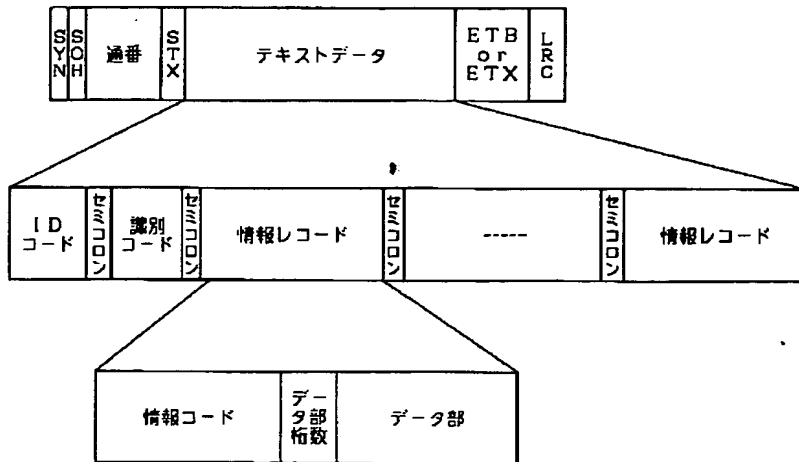 SYN
SOH
通番
STX
テキストデータ
ETB
or
ETX
LRC
ID
コード
セミコロン
識別
コード
セミコロン
情報レコード
セミコロン
-----
セミコロン
情報レコード
情報コード
デー
タ部
桁数
データ部